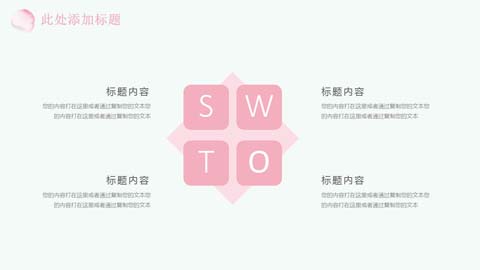 此处添加标题
标题内容
您的内容打在这里或者通过复制您的文本您
的内容打在这里或者通过复制您的文本
S W
T O
标题内容
您的内容打在这里或者通过复制您的文本您
的内容打在这里或者通过复制您的文本
标题内容
您的内容打在这里或者通过复制您的文本您
的内容打在这里或者通过复制您的文本
标题内容
您的内容打在这里或者通过复制您的文本您
的内容打在这里或者通过复制您的文本